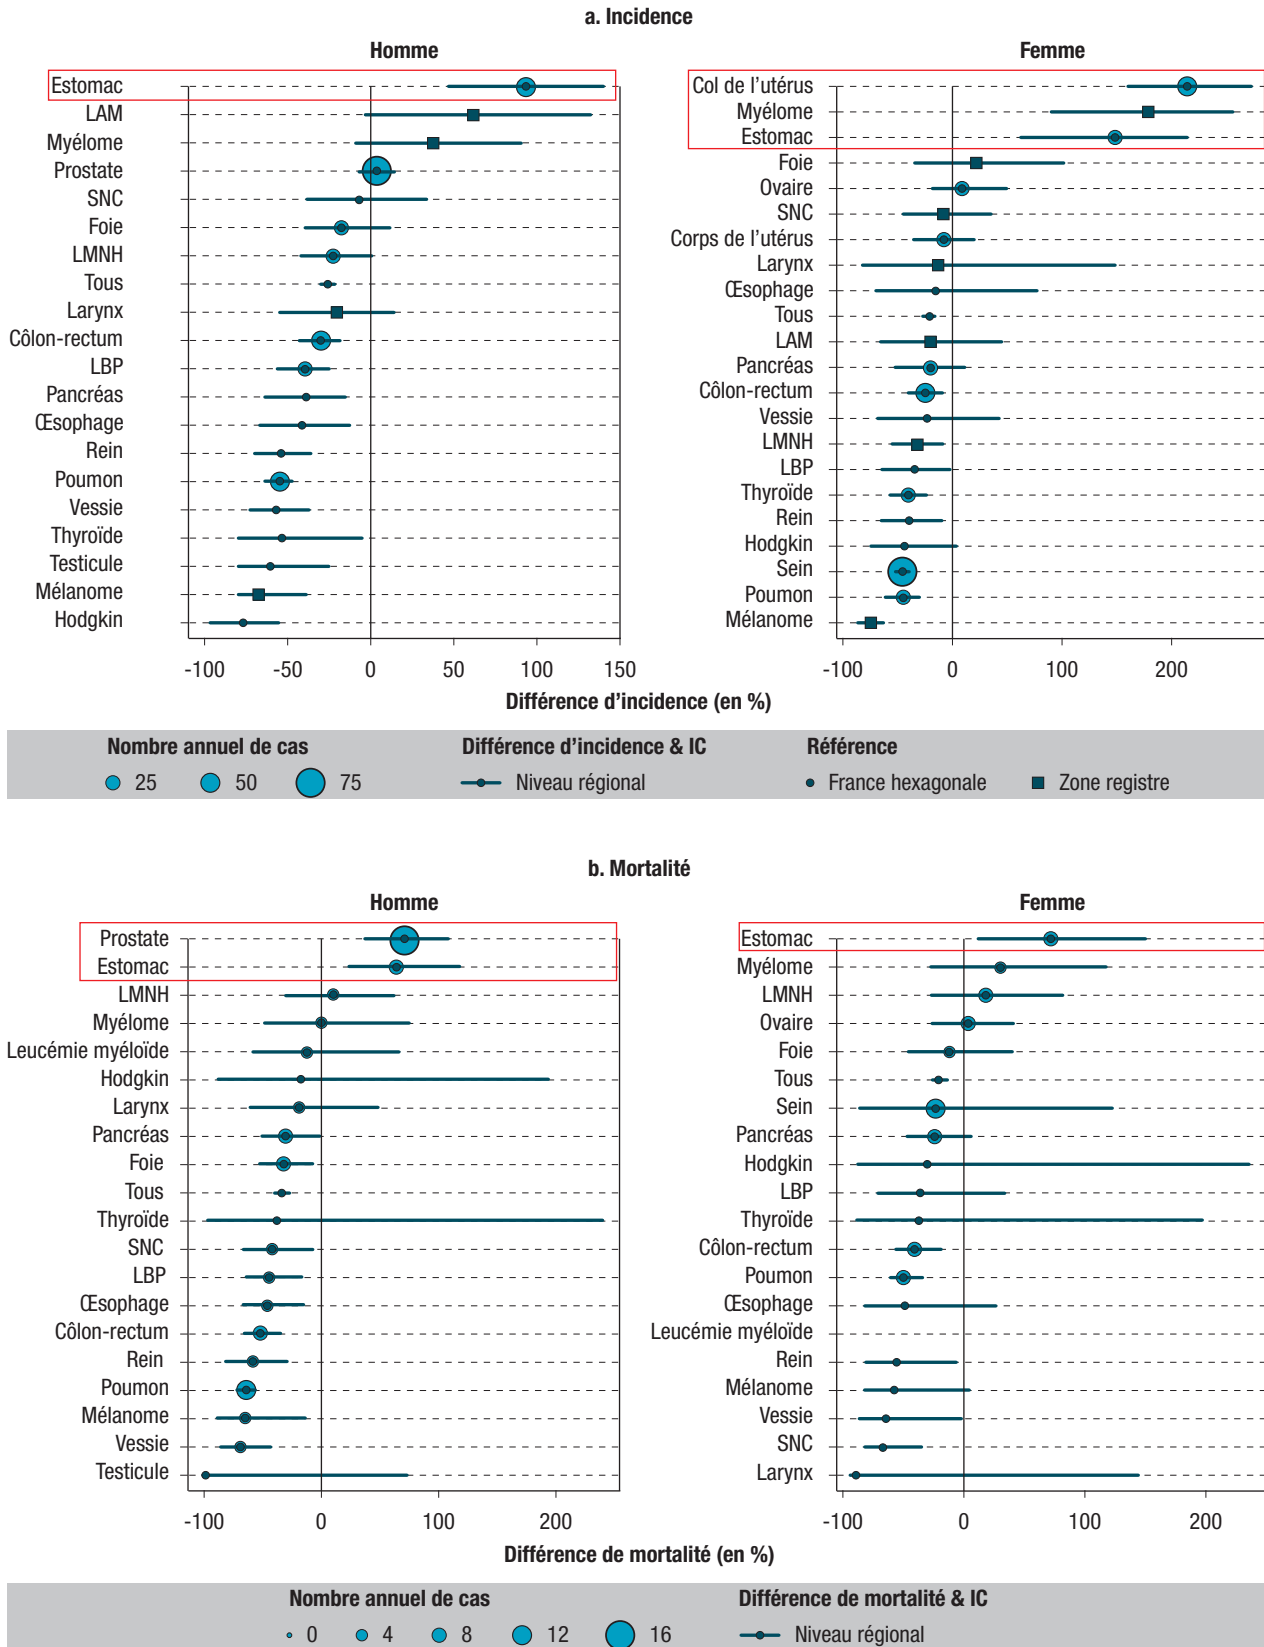 a. Incidence
Homme
Estomac
LAM
Myélome
Prostate
SNC
Foie
LMNH
Tous
Larynx
Côlon-rectum
LBP
Pancréas
Œsophage
Rein
Poumon
Vessie
Thyroïde
Testicule
Mélanome
Hodgkin
-100 -50 0 50 100 150
Femme
Col de l'utérus
Myélome
Estomac
Foie
Ovaire
SNC
Corps de l'utérus
Larynx
Œsophage
Tous
LAM
Pancréas
Côlon-rectum
Vessie
LMNH
LBP
Thyroïde
Rein
Hodgkin
Sein
Poumon
Mélanome
-100 0 100 200
Différence d'incidence (en %)
Nombre annuel de cas
25 50 75
Différence d'incidence & IC
Niveau régional
Référence
France hexagonale Zone registre
b. Mortalité
Homme
Prostate
Estomac
LMNH
Myélome
Leucémie myéloïde
Hodgkin
Larynx
Pancréas
Foie
Tous
Thyroïde
SNC
LBP
Œsophage
Côlon-rectum
Rein
Poumon
Mélanome
Vessie
Testicule
-100 0 100 200
Femme
Estomac
Myélome
LMNH
Ovaire
Foie
Tous
Sein
Pancréas
Hodgkin
LBP
Thyroïde
Côlon-rectum
Poumon
Œsophage
Leucémie myéloïde
Rein
Mélanome
Vessie
SNC
Larynx
-100 0 100 200
Différence de mortalité (en %)
Nombre annuel de cas
0 4 8 12 16
Différence de mortalité & IC
Niveau régional